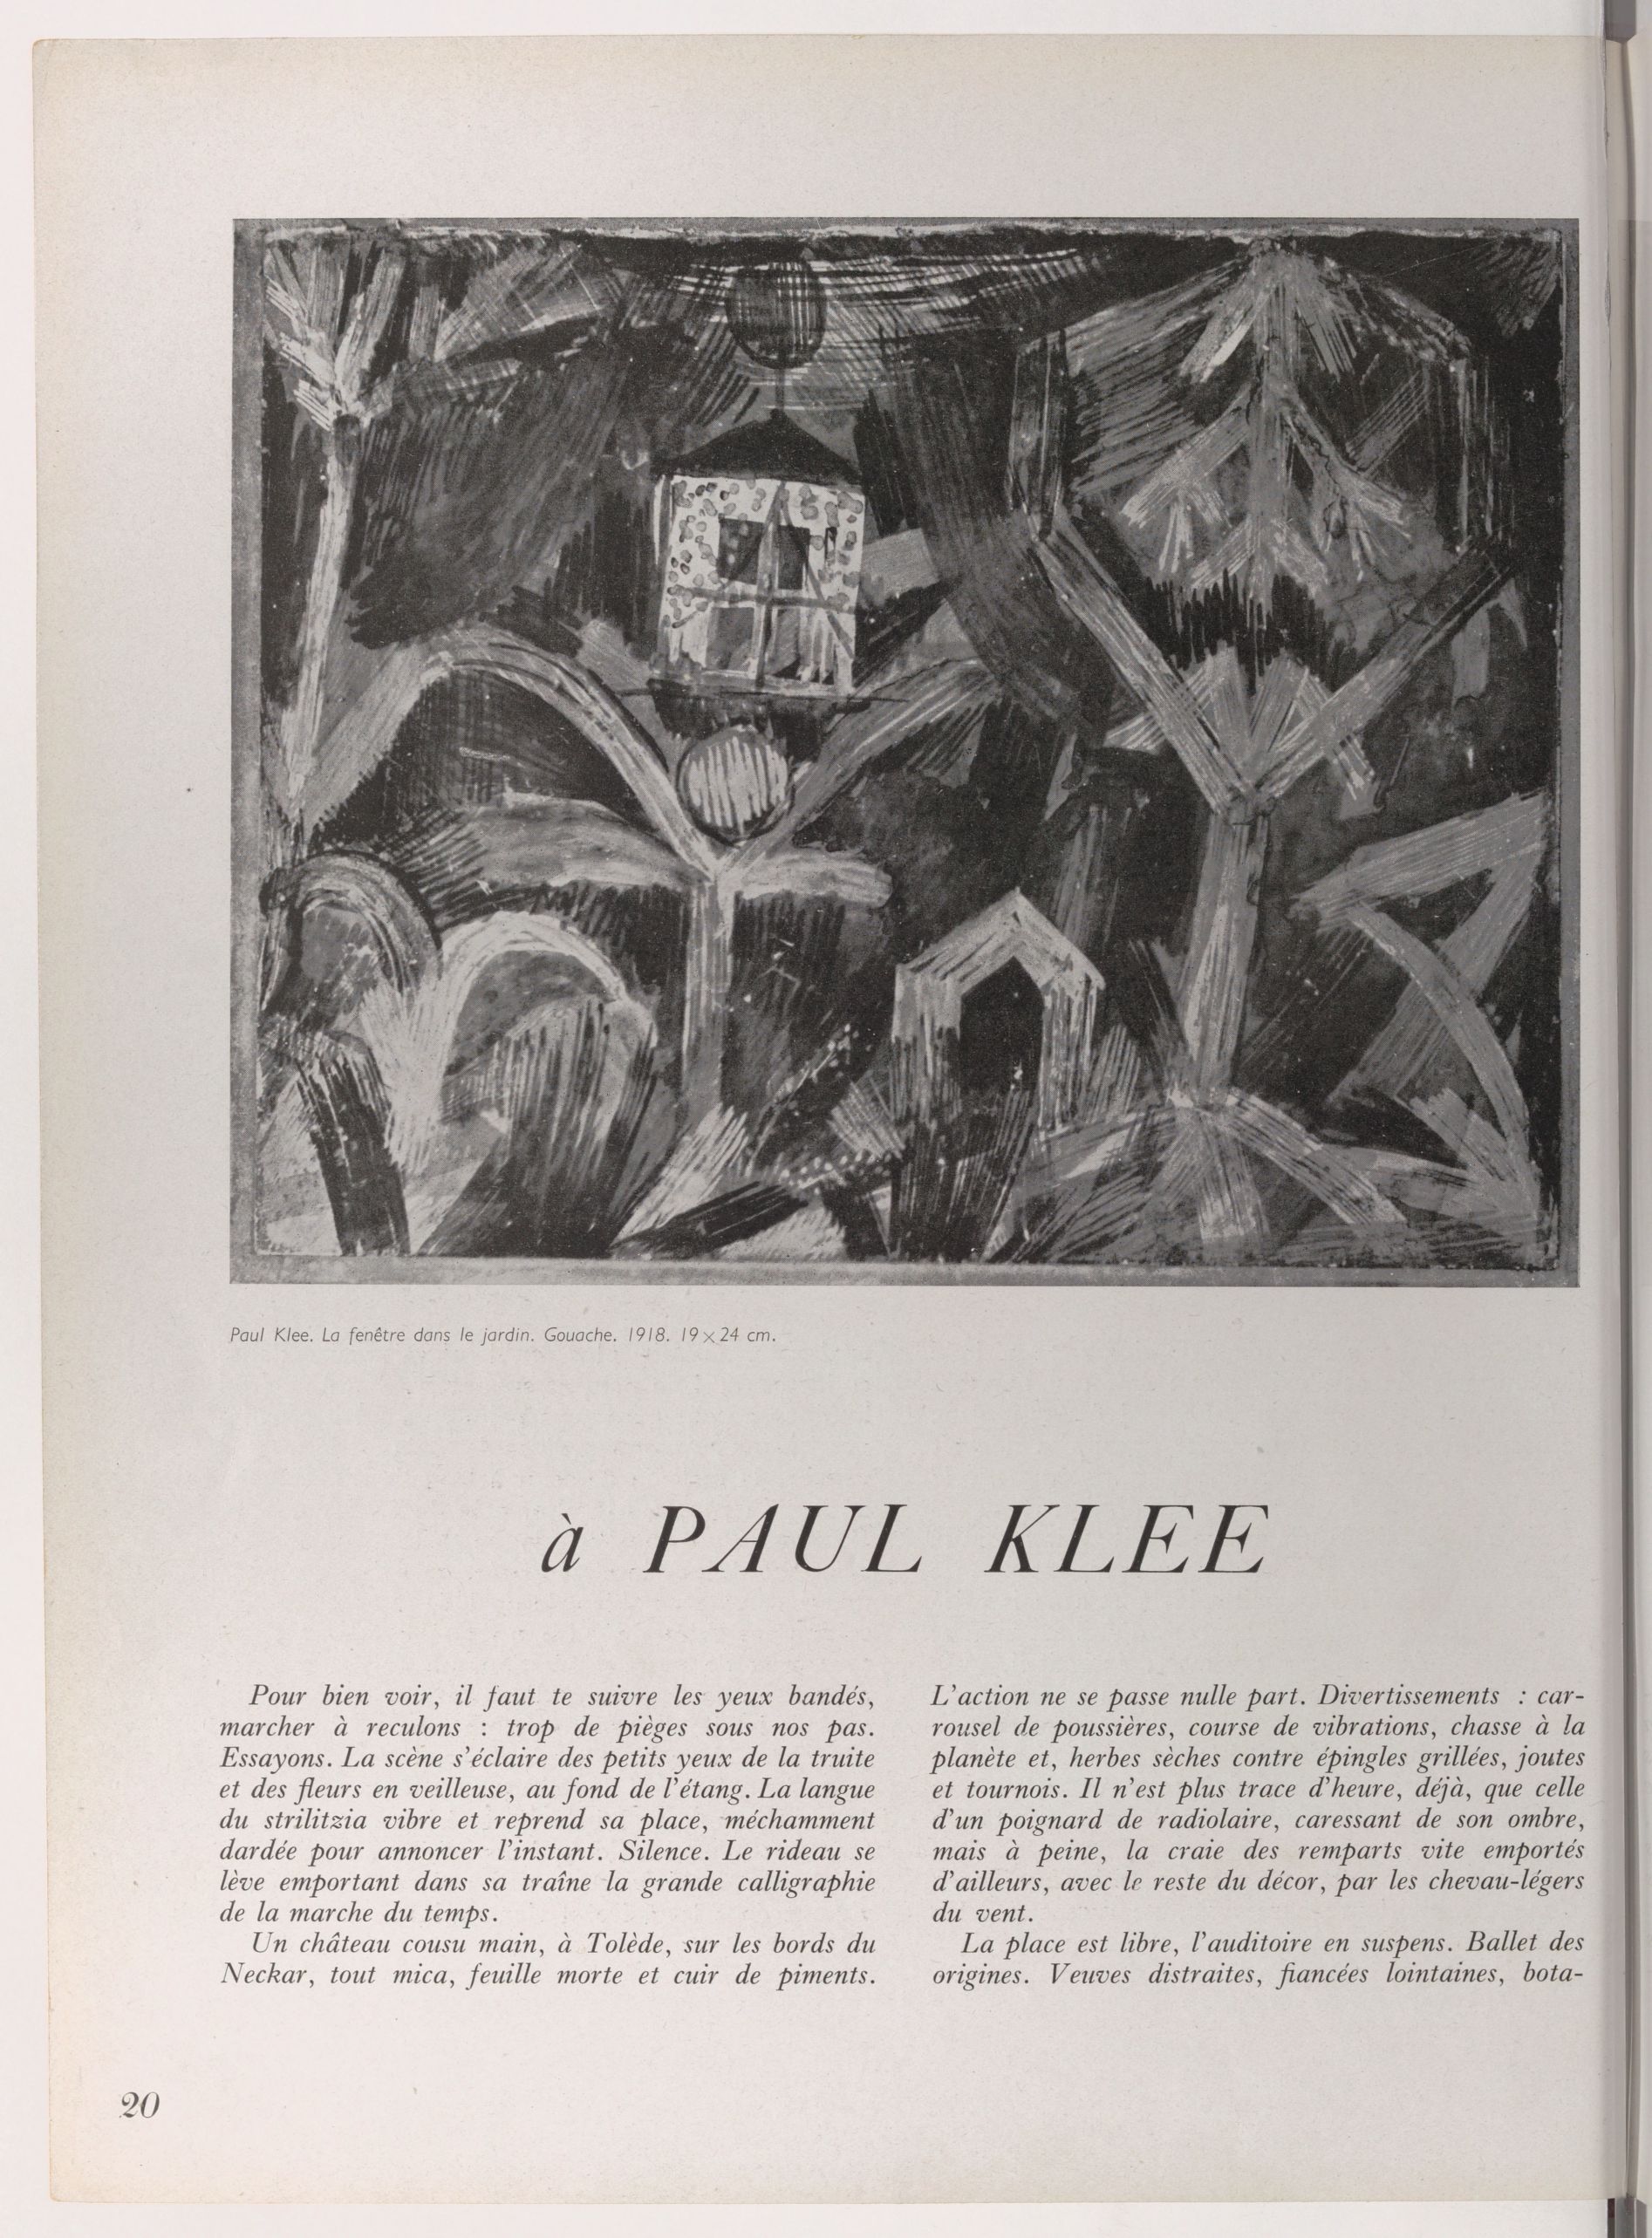 Paul Klee. La fenêtre dans le jardin. Gouache. 1918. 19 × 24 cm.
à PAUL KLEE
Pour bien voir, il faut te suivre les yeux bandés,
marcher à reculons : trop de pièges sous nos pas.
Essayons. La scène s'éclaire des petits yeux de la truite
et des fleurs en veilleuse, au fond de l'étang. La langue
du strilitzia vibre et reprend sa place, méchamment
dardée pour annoncer l'instant. Silence. Le rideau se
lève emportant dans sa traîne la grande calligraphie
de la marche du temps.
Un château cousu main, à Tolède, sur les bords du
Neckar, tout mica, feuille morte et cuir de piments.
L'action ne se passe nulle part. Divertissements : car-
rousel de poussières, course de vibrations, chasse à la
planète et, herbes sèches contre épingles grillées, joutes
et tournois. Il n'est plus trace d'heure, déjà, que celle
d'un poignard de radiolaire, caressant de son ombre,
mais à peine, la craie des remparts vite emportés
d'ailleurs, avec le reste du décor, par les chevau-légers
du vent.
La place est libre, l'auditoire en suspens. Ballet des
origines. Veuves distraites, fiancées lointaines, bota-
20